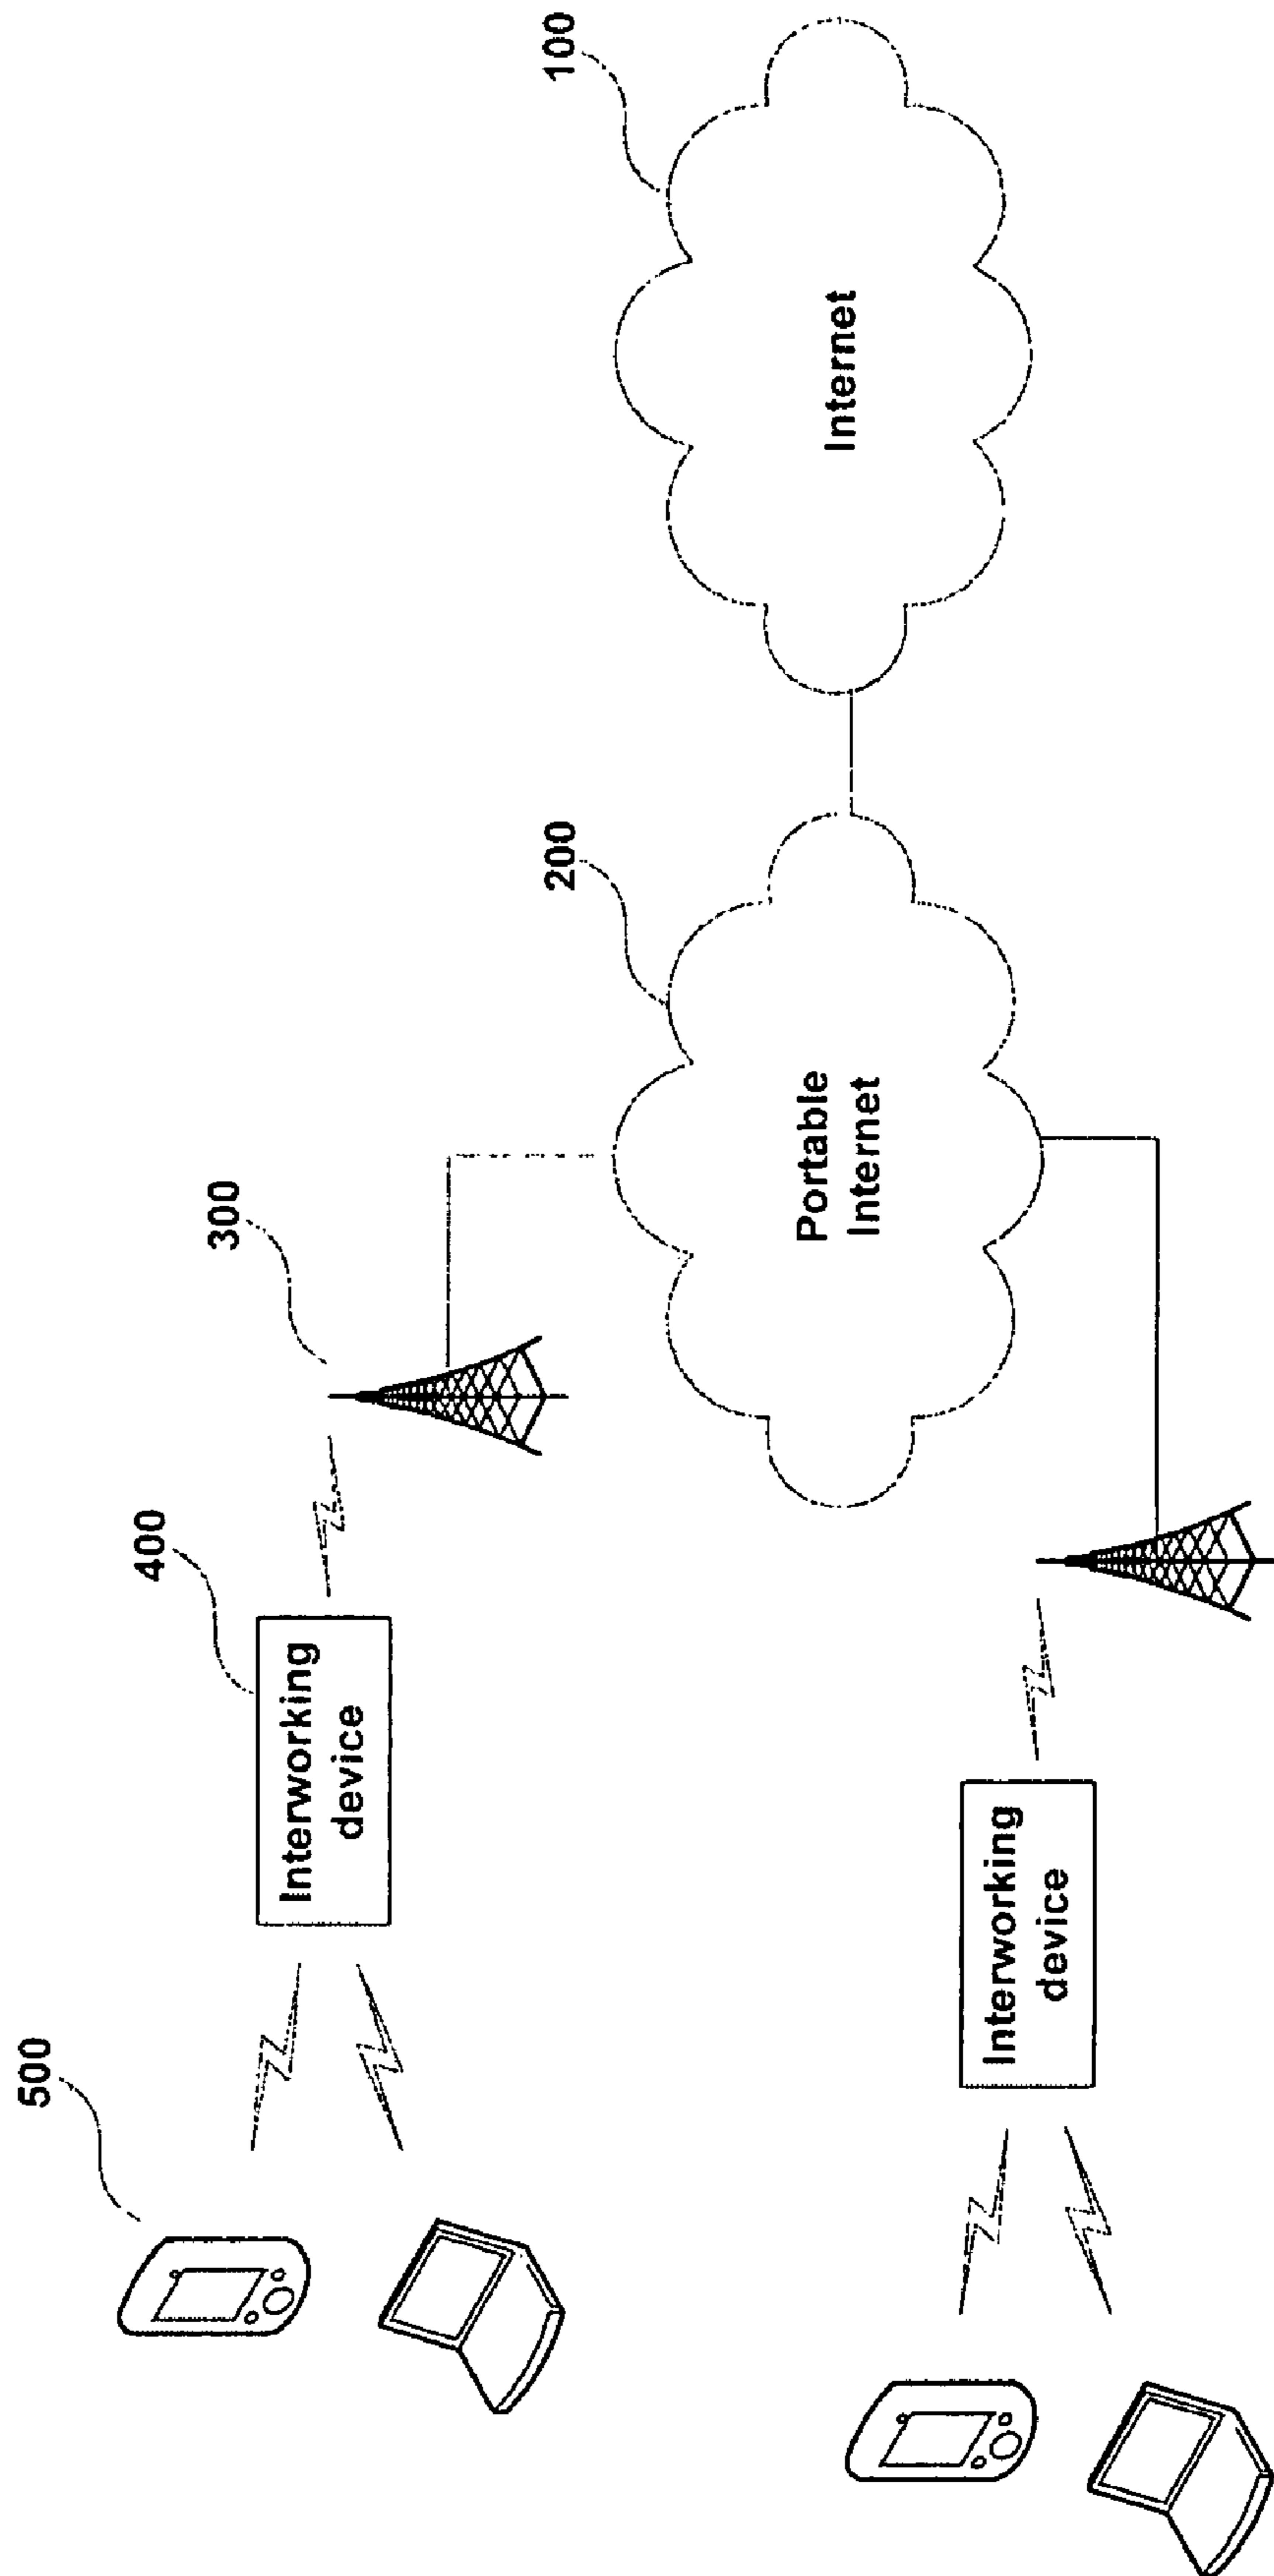 500
400
300
200
100
Interworking
device
Portable
Internet
Internet
Interworking
device